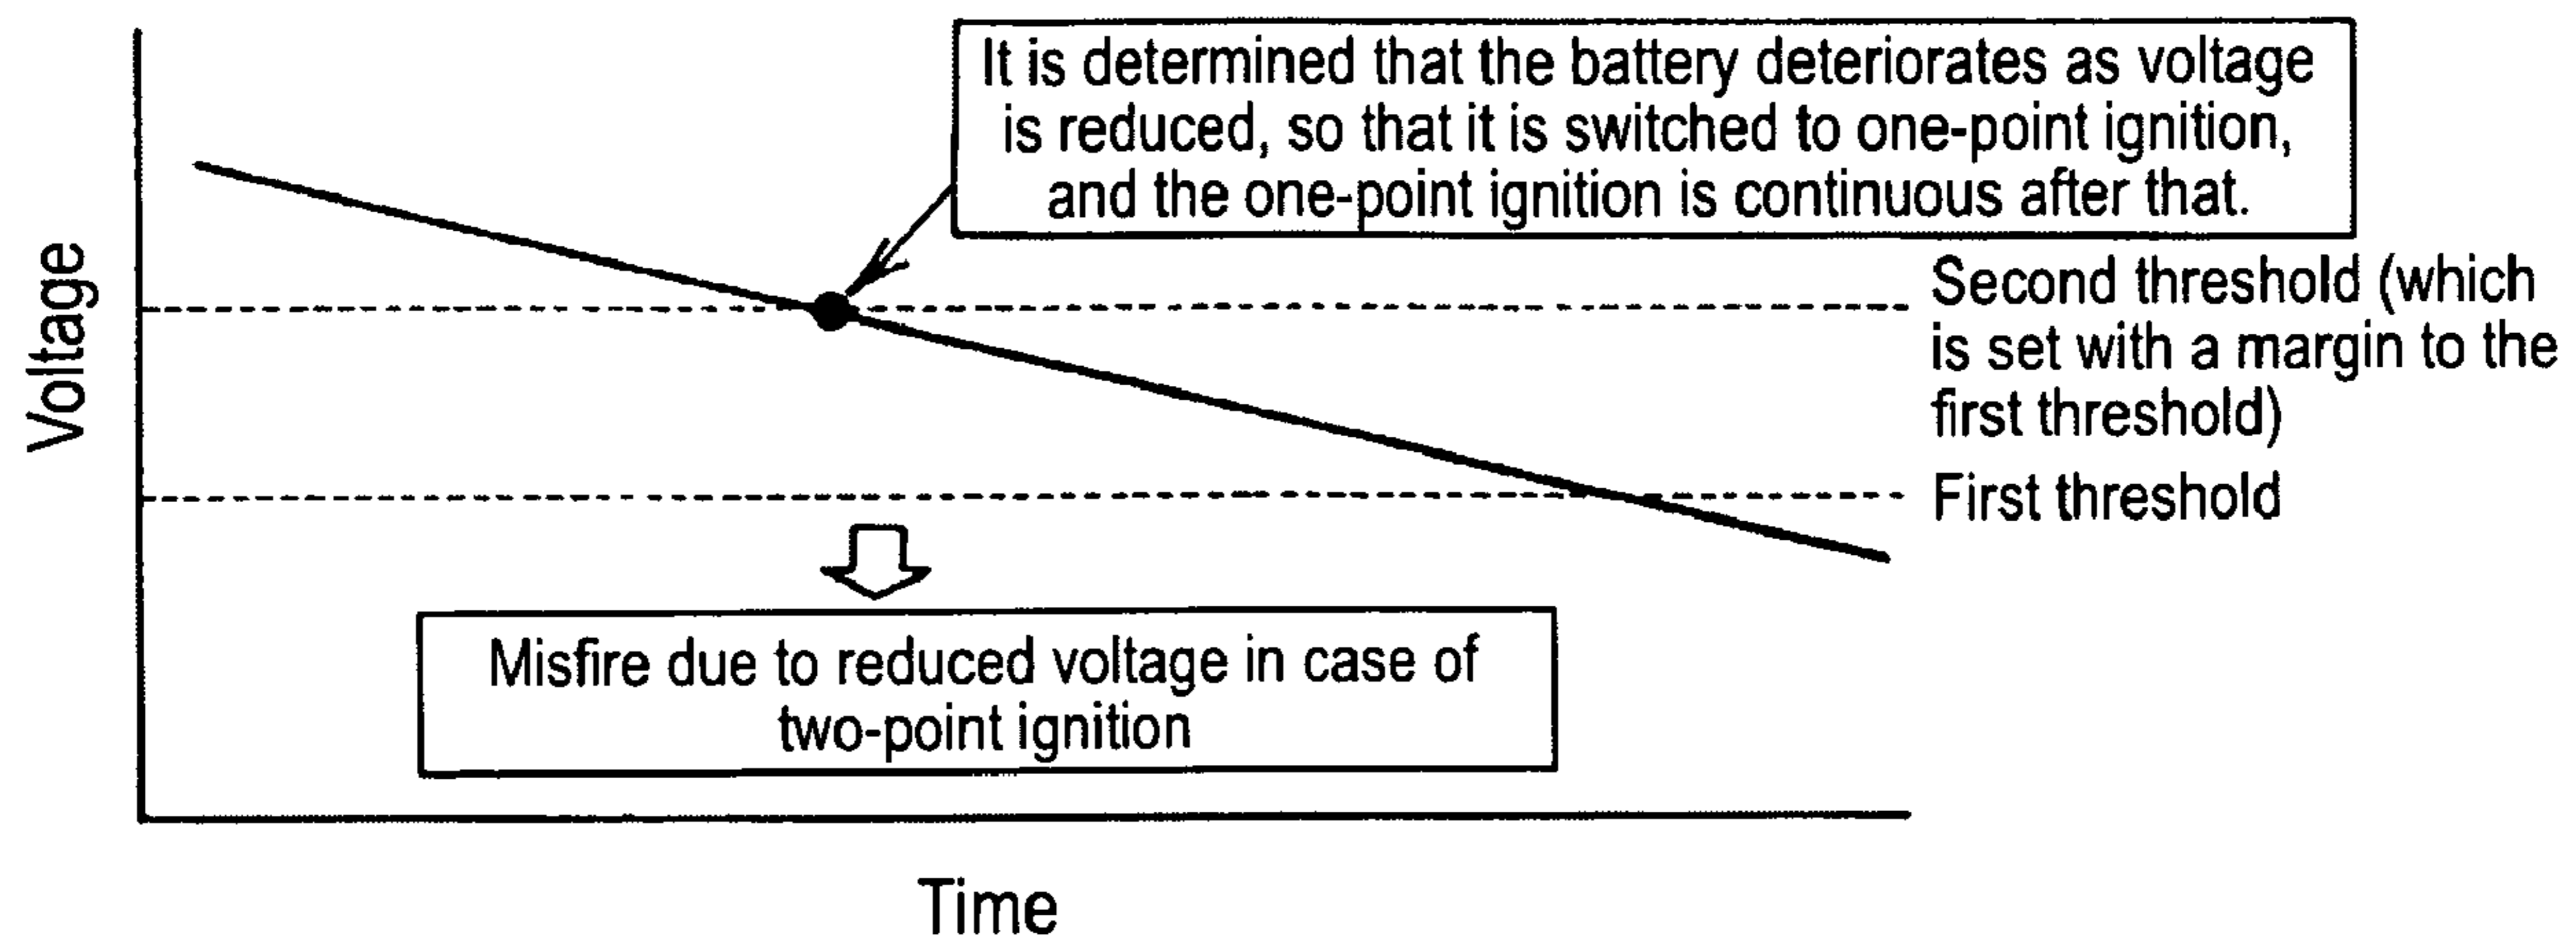 It is determined that the battery deteriorates as voltage
is reduced, so that it is switched to one-point ignition,
and the one-point ignition is continuous after that.
Voltage
Second threshold (which
is set with a margin to the
first threshold)
First threshold
Misfire due to reduced voltage in case of
two-point ignition
Time